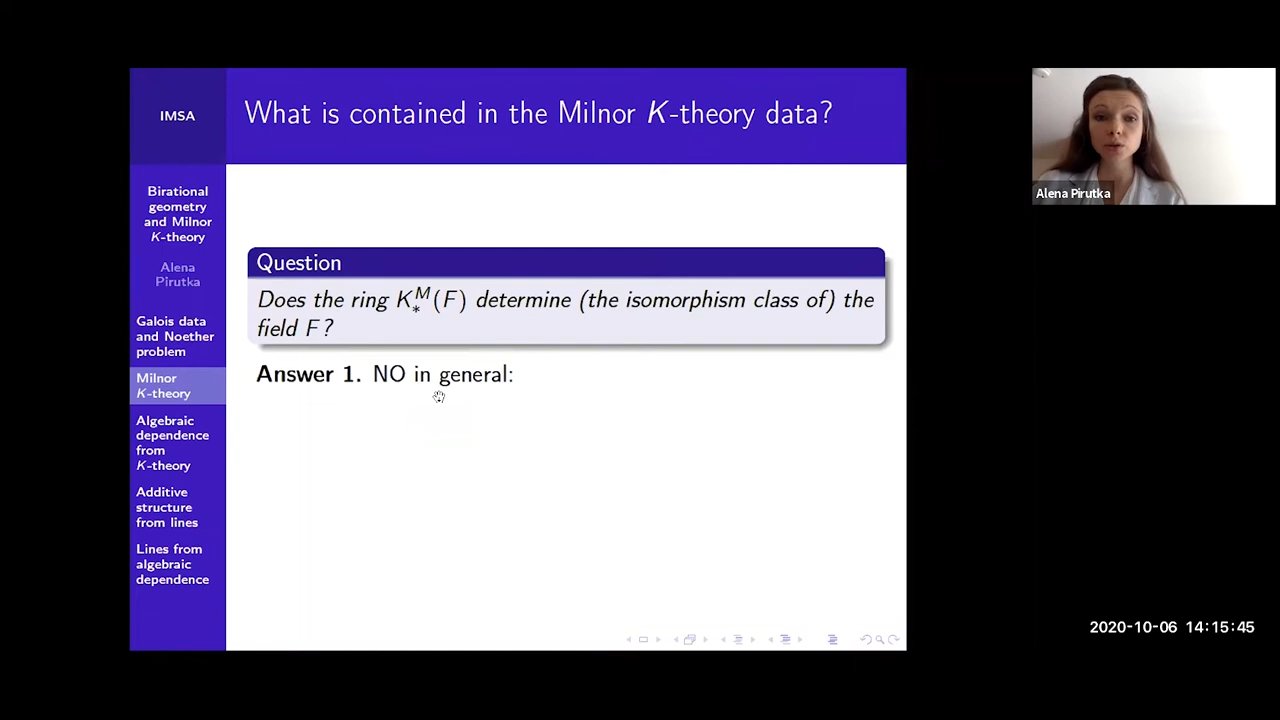 IMSA
What is contained in the Milnor K-theory data?
Birational
geometry
and Milnor
K-theory
Alena
Pirutka
Galois data
and Noether
problem
Milnor
K-theory
Algebraic
dependence
from
K-theory
Additive
structure
from lines
Lines from
algebraic
dependence
Question
Does the ring K_*^M(F) determine (the isomorphism class of) the
field F?
Answer 1. NO in general:
Alena Pirutka
2020-10-06 14:15:45